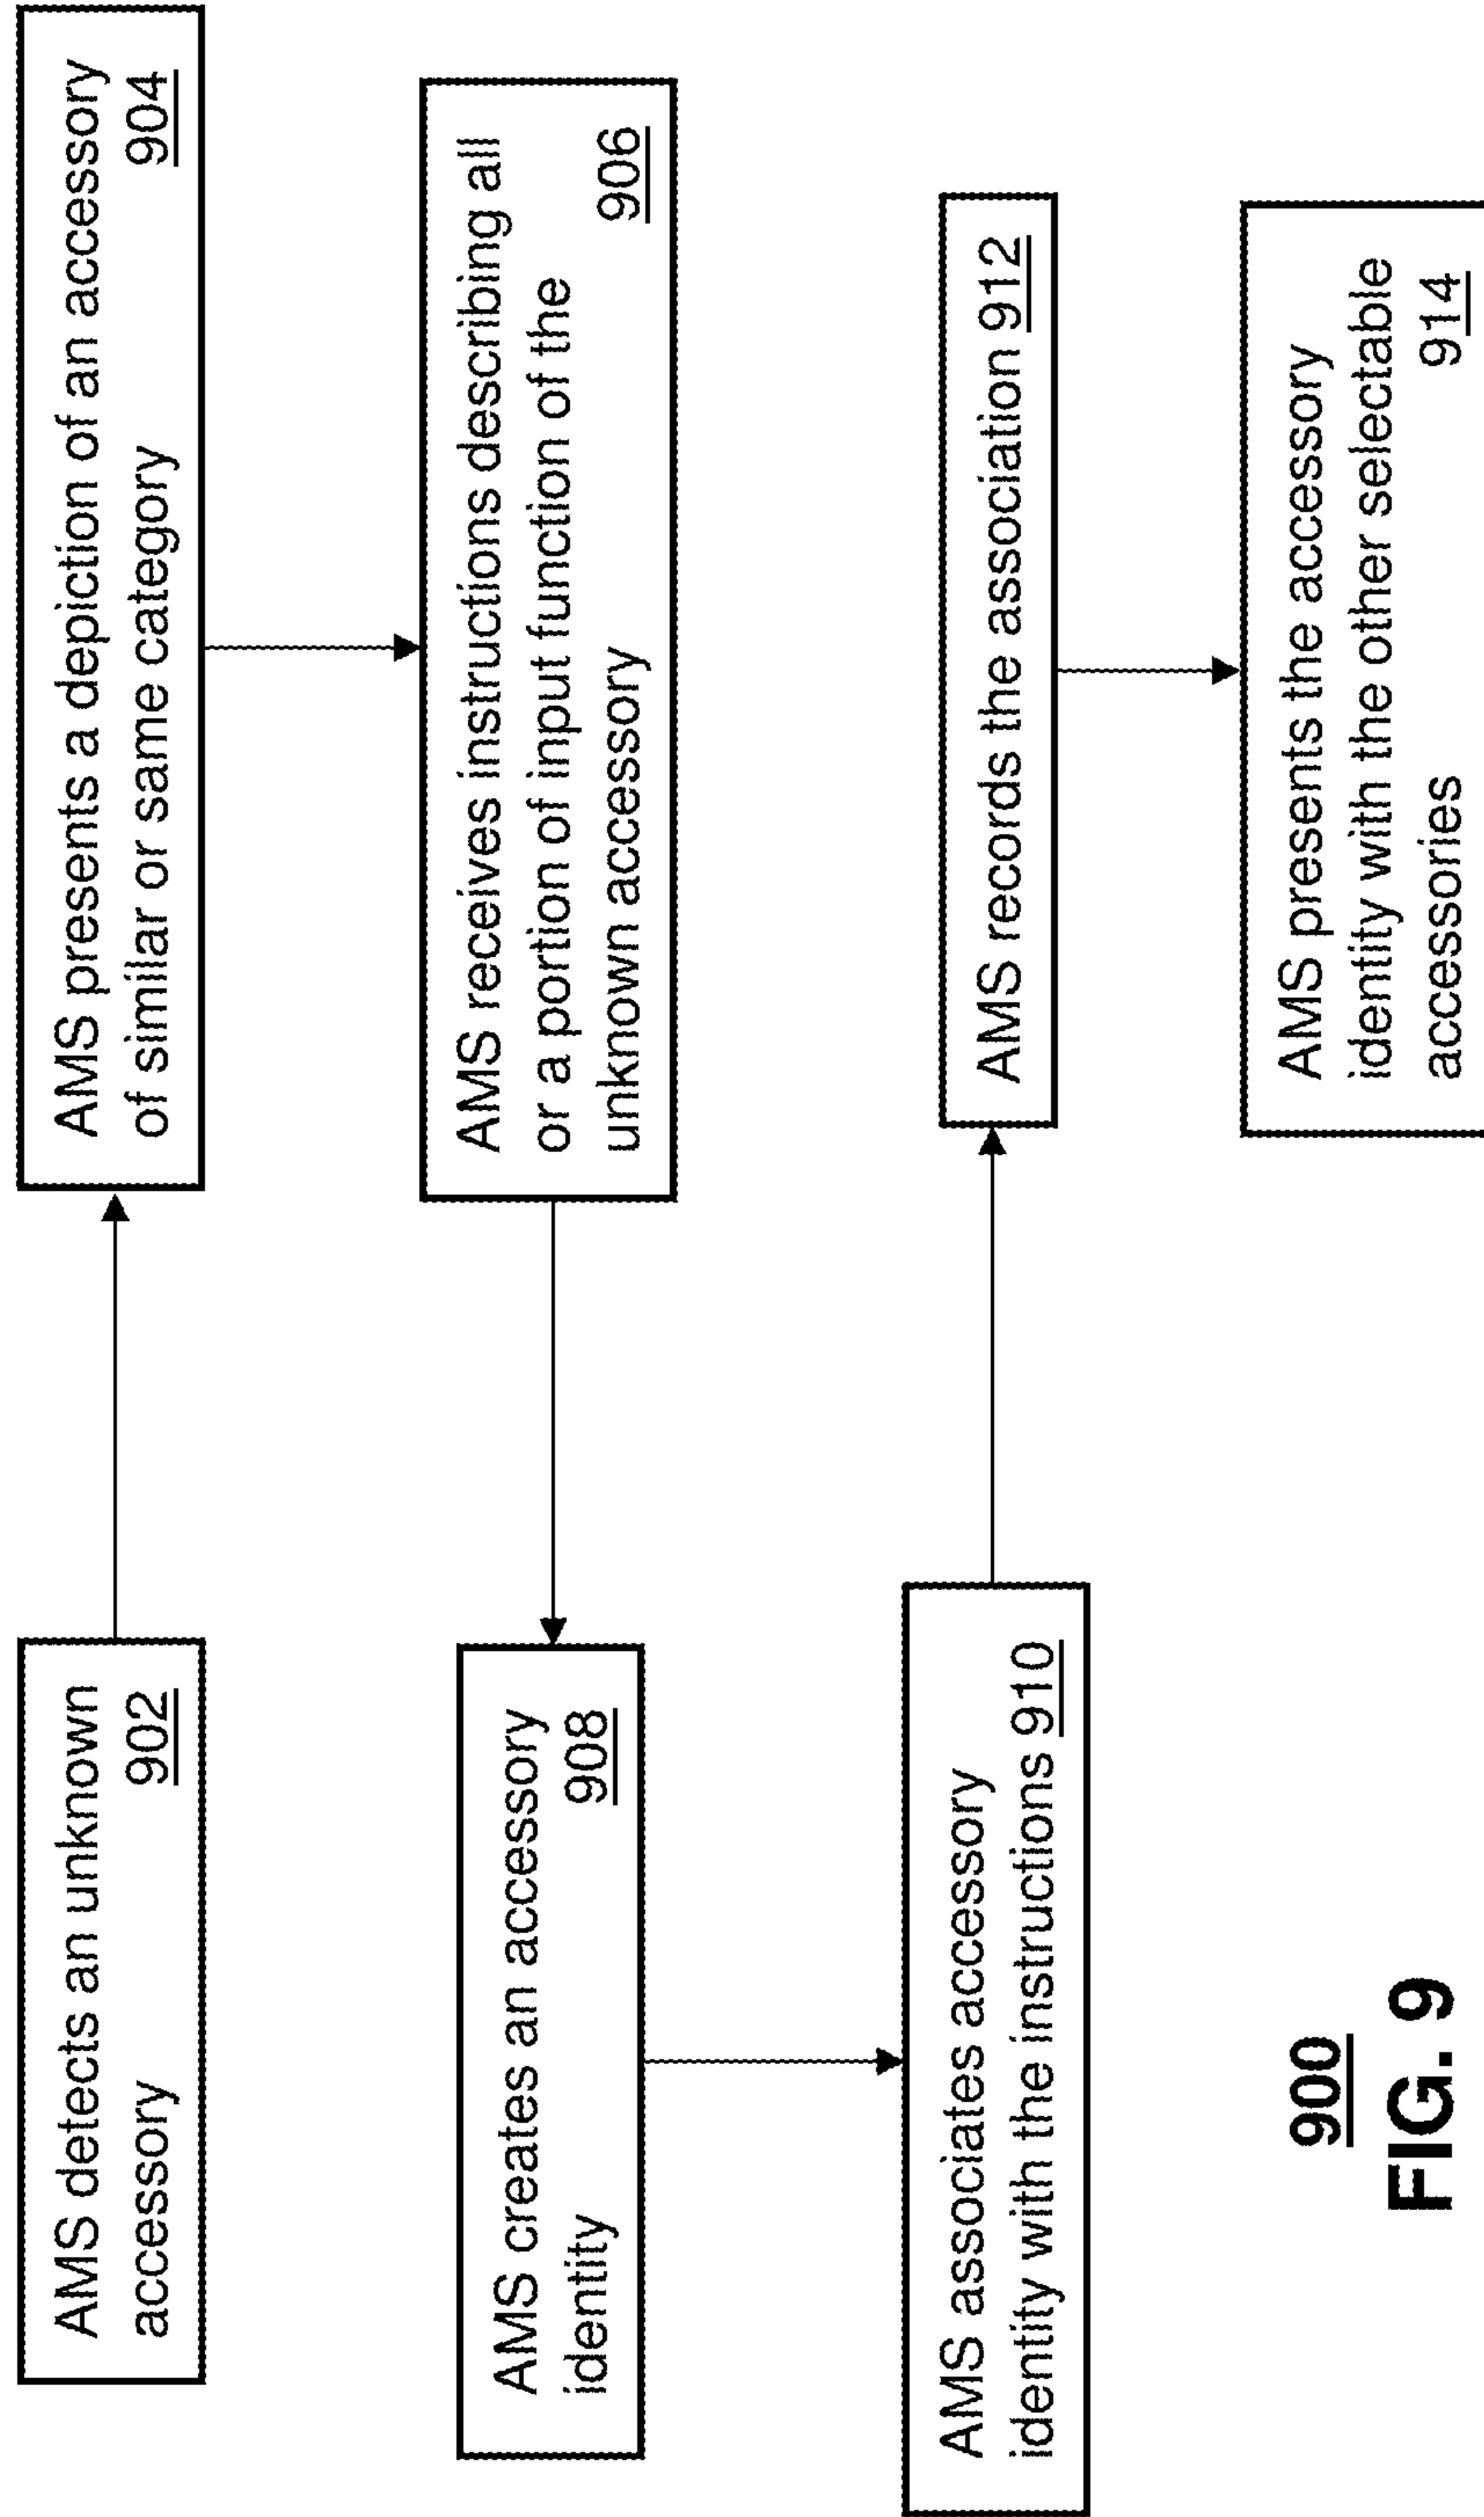 AMS detects an unknown
accessory 902
AMS presents a depiction of an accessory
of similar or same category 904
AMS receives instructions describing all
or a portion of input function of the
unknown accessory 906
AMS creates an accessory
identity 908
AMS associates accessory
identity with the instructions 910
AMS records the association 912
AMS presents the accessory
identity with the other selectable
accessories 914
900
FIG. 9